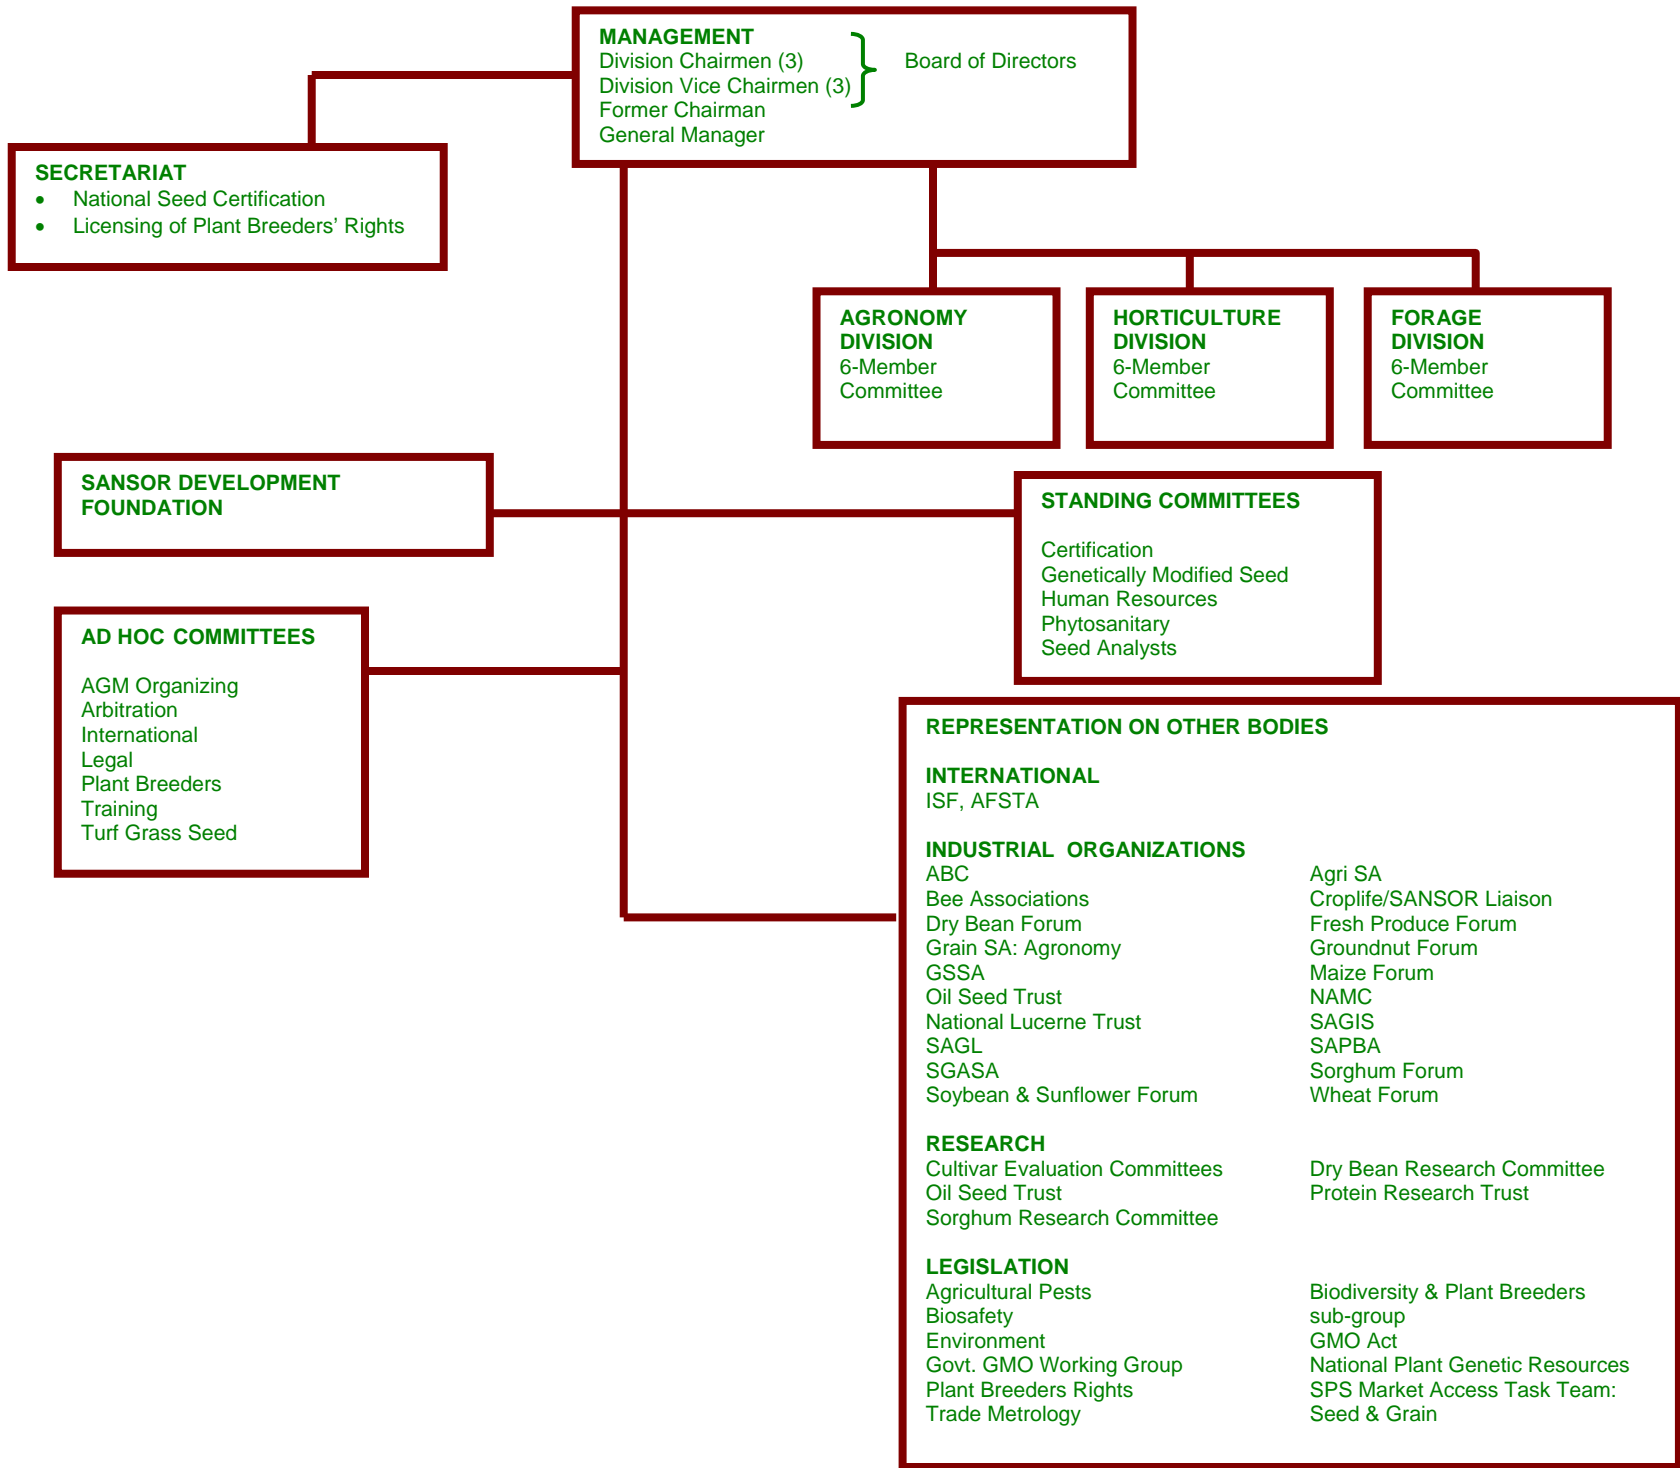 MANAGEMENT
Division Chairmen (3)
Division Vice Chairmen (3)
Former Chairman
General Manager
Board of Directors
SECRETARIAT
• National Seed Certification
• Licensing of Plant Breeders’ Rights
AGRONOMY
DIVISION
6-Member
Committee
HORTICULTURE
DIVISION
6-Member
Committee
FORAGE
DIVISION
6-Member
Committee
SANSOR DEVELOPMENT
FOUNDATION
STANDING COMMITTEES
Certification
Genetically Modified Seed
Human Resources
Phytosanitary
Seed Analysts
AD HOC COMMITTEES
AGM Organizing
Arbitration
International
Legal
Plant Breeders
Training
Turf Grass Seed
REPRESENTATION ON OTHER BODIES
INTERNATIONAL
ISF, AFSTA
INDUSTRIAL ORGANIZATIONS
ABC
Bee Associations
Dry Bean Forum
Grain SA: Agronomy
GSSA
Oil Seed Trust
National Lucerne Trust
SAGL
SGASA
Soybean & Sunflower Forum
Agri SA
Croplife/SANSOR Liaison
Fresh Produce Forum
Groundnut Forum
Maize Forum
NAMC
SAGIS
SAPBA
Sorghum Forum
Wheat Forum
RESEARCH
Cultivar Evaluation Committees
Oil Seed Trust
Sorghum Research Committee
Dry Bean Research Committee
Protein Research Trust
LEGISLATION
Agricultural Pests
Biosafety
Environment
Govt. GMO Working Group
Plant Breeders Rights
Trade Metrology
Biodiversity & Plant Breeders
sub-group
GMO Act
National Plant Genetic Resources
SPS Market Access Task Team:
Seed & Grain